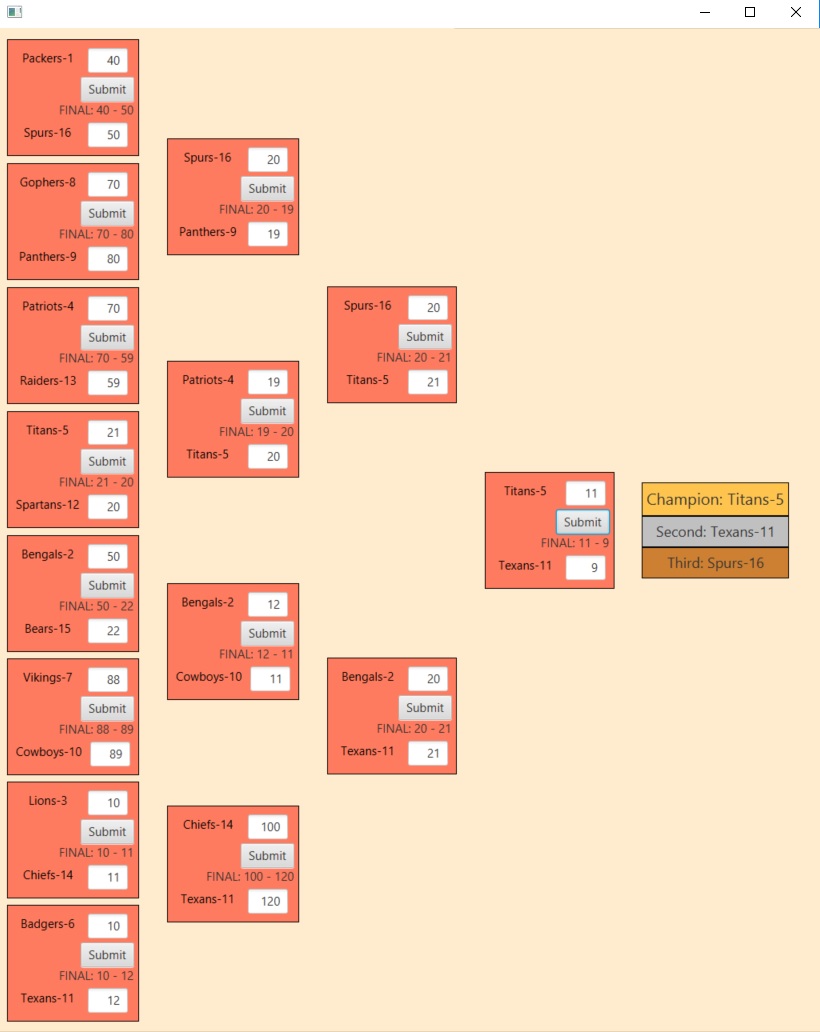 Packers-1 40
Submit
FINAL: 40 - 50
Spurs-16 50
Gophers-8 70
Submit
FINAL: 70 - 80
Panthers-9 80
Patriots-4 70
Submit
FINAL: 70 - 59
Raiders-13 59
Titans-5 21
Submit
FINAL: 21 - 20
Spartans-12 20
Bengals-2 50
Submit
FINAL: 50 - 22
Bears-15 22
Vikings-7 88
Submit
FINAL: 88 - 89
Cowboys-10 89
Lions-3 10
Submit
FINAL: 10 - 11
Chiefs-14 11
Badgers-6 10
Submit
FINAL: 10 - 12
Texans-11 12
Spurs-16 20
Submit
FINAL: 20 - 19
Panthers-9 19
Patriots-4 19
Submit
FINAL: 19 - 20
Titans-5 20
Bengals-2 12
Submit
FINAL: 12 - 11
Cowboys-10 11
Chiefs-14 100
Submit
FINAL: 100 - 120
Texans-11 120
Spurs-16 20
Submit
FINAL: 20 - 21
Titans-5 21
Bengals-2 20
Submit
FINAL: 20 - 21
Texans-11 21
Titans-5 11
Submit
FINAL: 11 - 9
Texans-11 9
Champion: Titans-5
Second: Texans-11
Third: Spurs-16